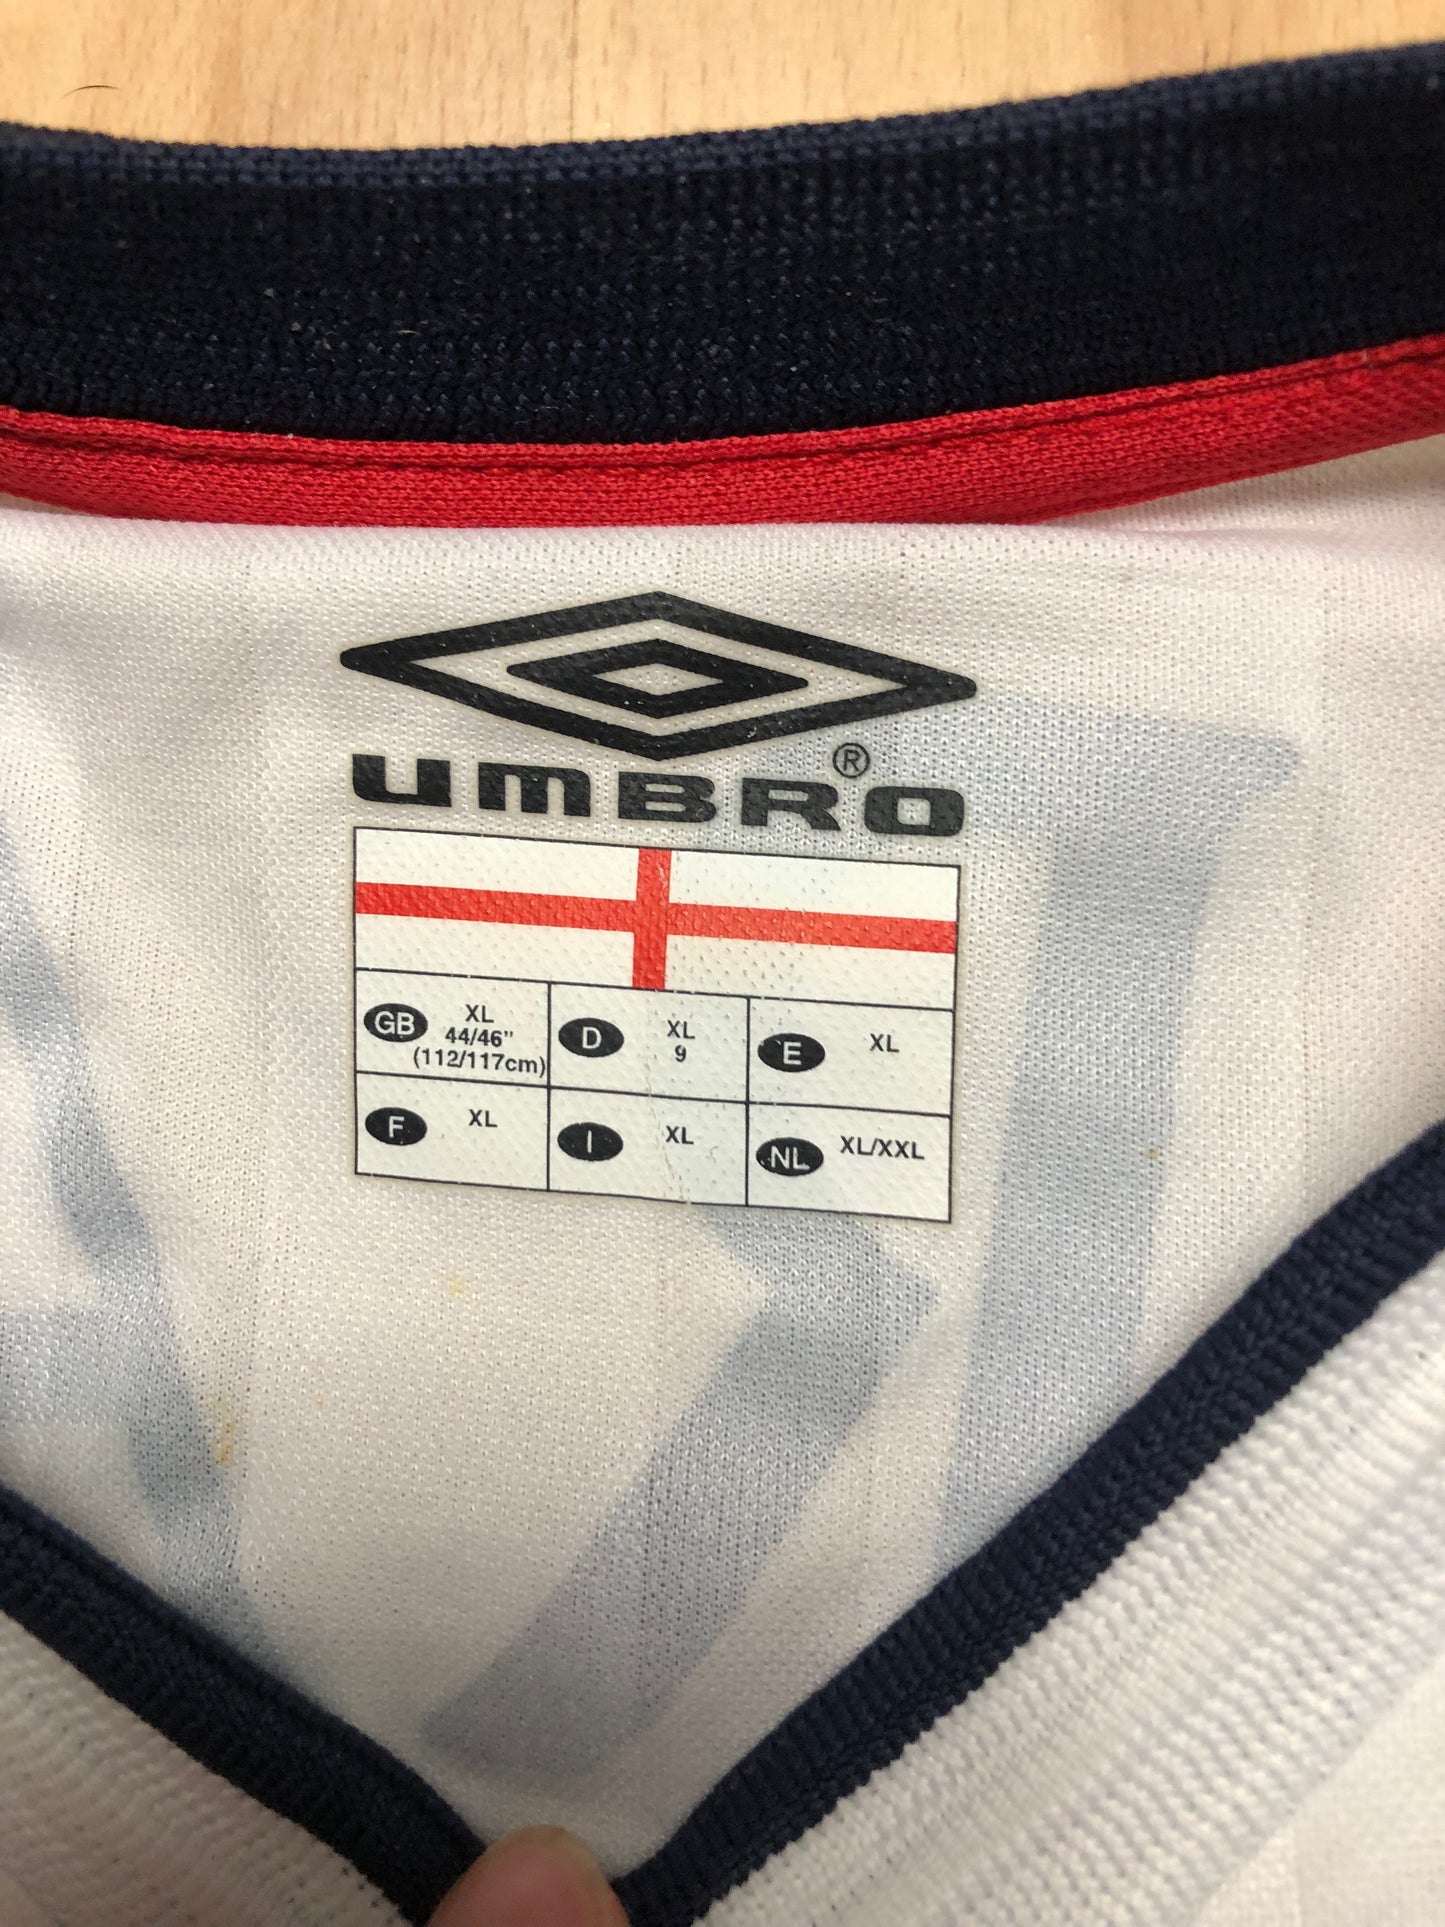 UMBRO®
GB XL
44/46"
(112/117cm)
D XL
9
E XL
F XL
I XL
NL XL/XXL